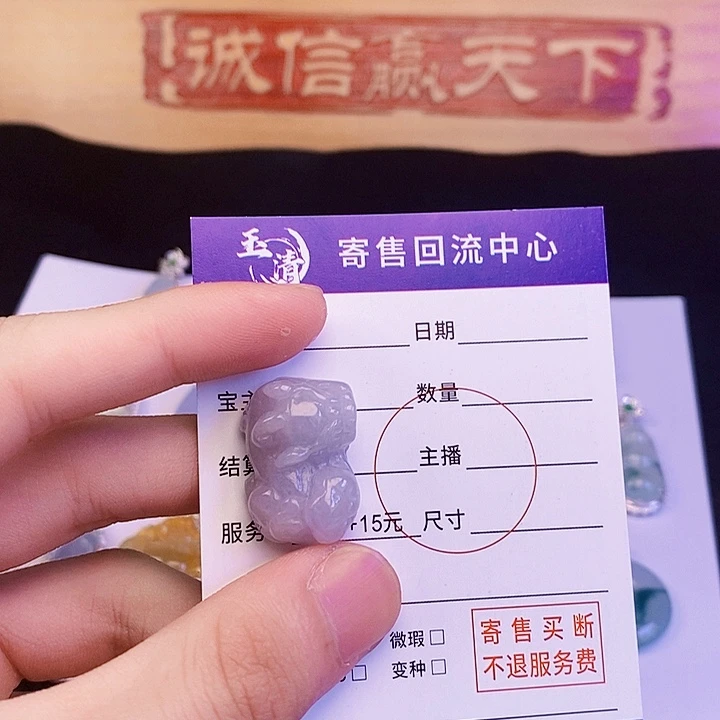 诚信赢天下
玉清
寄售回流中心
日期
宝主 数量
结算 主播
服务 +15元 尺寸
微瑕□
□ 变种□
寄售买断
不退服务费